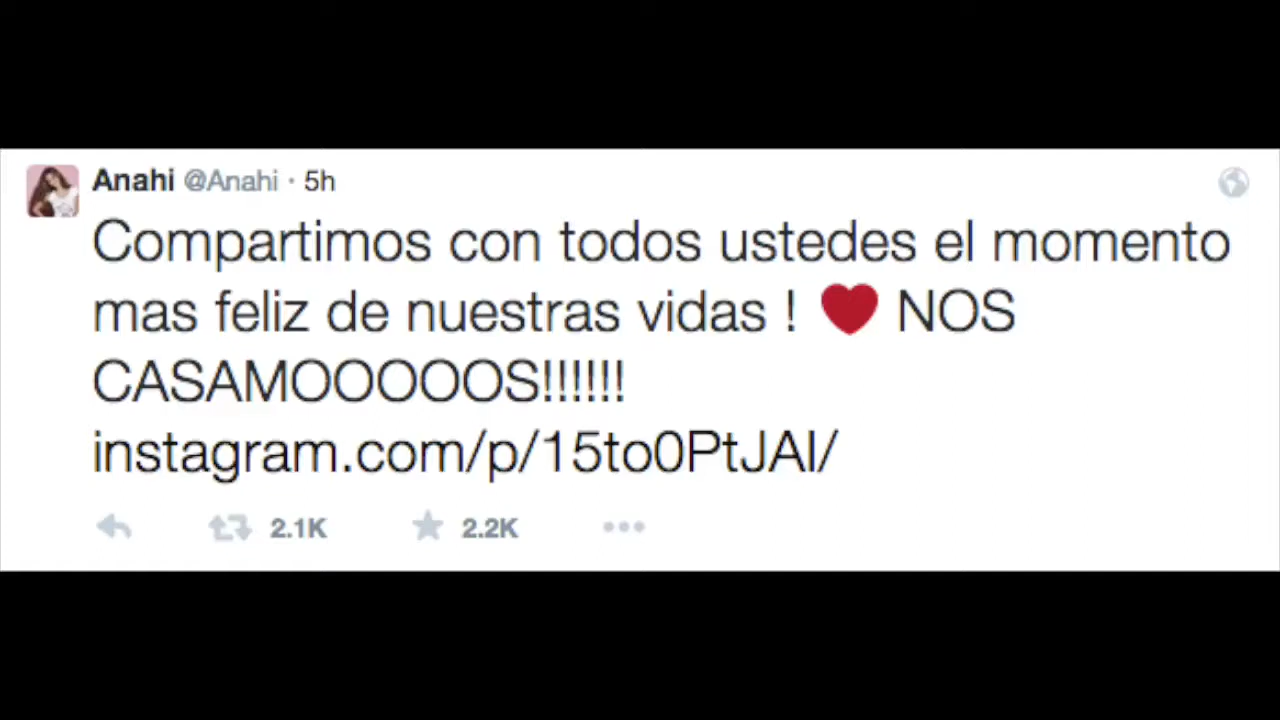 Anahi @Anahi · 5h
Compartimos con todos ustedes el momento
mas feliz de nuestras vidas ! ❤ NOS
CASAMOOOOOS!!!!!!
instagram.com/p/15to0PtJAI/
2.1K 2.2K